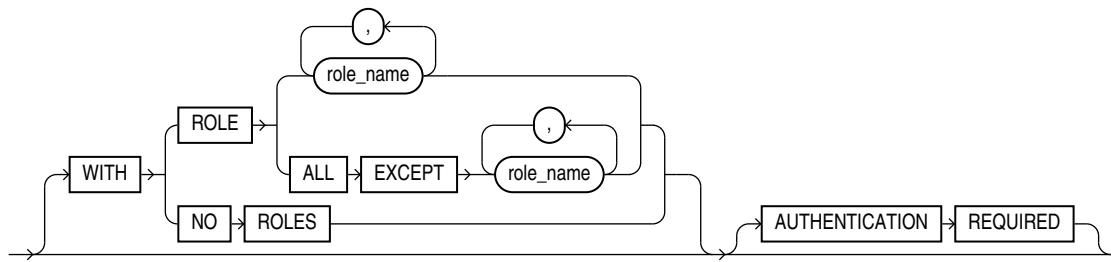 ,
role_name
ROLE
,
ALL EXCEPT role_name
WITH
NO ROLES
AUTHENTICATION REQUIRED